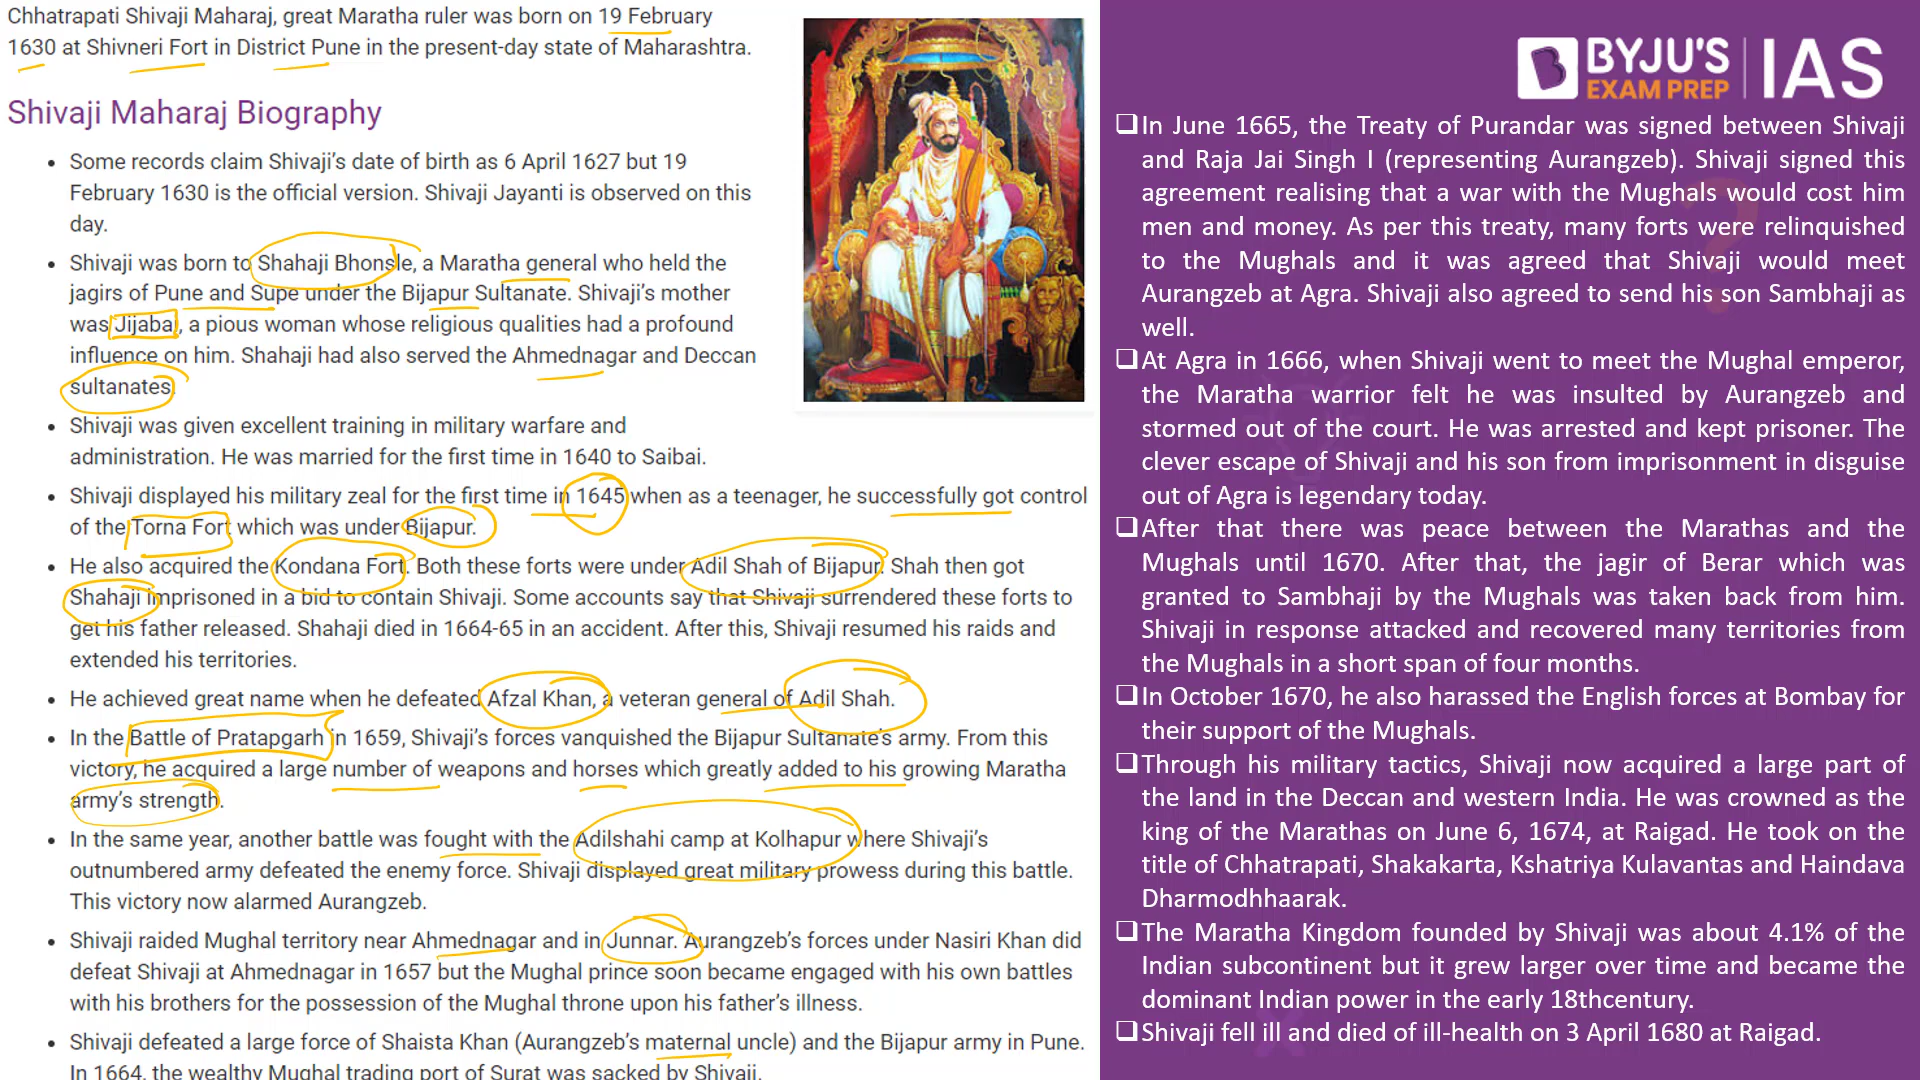 Chhatrapati Shivaji Maharaj, great Maratha ruler was born on 19 February
1630 at Shivneri Fort in District Pune in the present-day state of Maharashtra.
Shivaji Maharaj Biography
• Some records claim Shivaji's date of birth as 6 April 1627 but 19
February 1630 is the official version. Shivaji Jayanti is observed on this
day.
• Shivaji was born to Shahaji Bhonsle, a Maratha general who held the
jagirs of Pune and Supe under the Bijapur Sultanate. Shivaji's mother
was Jijabai, a pious woman whose religious qualities had a profound
influence on him. Shahaji had also served the Ahmednagar and Deccan
sultanates.
• Shivaji was given excellent training in military warfare and
administration. He was married for the first time in 1640 to Saibai.
• Shivaji displayed his military zeal for the first time in 1645 when as a teenager, he successfully got control
of the Torna Fort which was under Bijapur.
• He also acquired the Kondana Fort. Both these forts were under Adil Shah of Bijapur. Shah then got
Shahaji imprisoned in a bid to contain Shivaji. Some accounts say that Shivaji surrendered these forts to
get his father released. Shahaji died in 1664-65 in an accident. After this, Shivaji resumed his raids and
extended his territories.
• He achieved great name when he defeated Afzal Khan, a veteran general of Adil Shah.
• In the Battle of Pratapgarh in 1659, Shivaji's forces vanquished the Bijapur Sultanate's army. From this
victory, he acquired a large number of weapons and horses which greatly added to his growing Maratha
army's strength.
• In the same year, another battle was fought with the Adilshahi camp at Kolhapur where Shivaji's
outnumbered army defeated the enemy force. Shivaji displayed great military prowess during this battle.
This victory now alarmed Aurangzeb.
• Shivaji raided Mughal territory near Ahmednagar and in Junnar. Aurangzeb's forces under Nasiri Khan did
defeat Shivaji at Ahmednagar in 1657 but the Mughal prince soon became engaged with his own battles
with his brothers for the possession of the Mughal throne upon his father's illness.
• Shivaji defeated a large force of Shaista Khan (Aurangzeb's maternal uncle) and the Bijapur army in Pune.
In 1664, the wealthy Mughal trading port of Surat was sacked by Shivaji.
BYJU'S
EXAM PREP
IAS
❑In June 1665, the Treaty of Purandar was signed between Shivaji
and Raja Jai Singh I (representing Aurangzeb). Shivaji signed this
agreement realising that a war with the Mughals would cost him
men and money. As per this treaty, many forts were relinquished
to the Mughals and it was agreed that Shivaji would meet
Aurangzeb at Agra. Shivaji also agreed to send his son Sambhaji as
well.
❑At Agra in 1666, when Shivaji went to meet the Mughal emperor,
the Maratha warrior felt he was insulted by Aurangzeb and
stormed out of the court. He was arrested and kept prisoner. The
clever escape of Shivaji and his son from imprisonment in disguise
out of Agra is legendary today.
❑After that there was peace between the Marathas and the
Mughals until 1670. After that, the jagir of Berar which was
granted to Sambhaji by the Mughals was taken back from him.
Shivaji in response attacked and recovered many territories from
the Mughals in a short span of four months.
❑In October 1670, he also harassed the English forces at Bombay for
their support of the Mughals.
❑Through his military tactics, Shivaji now acquired a large part of
the land in the Deccan and western India. He was crowned as the
king of the Marathas on June 6, 1674, at Raigad. He took on the
title of Chhatrapati, Shakakarta, Kshatriya Kulavantas and Haindava
Dharmodhhaarak.
❑The Maratha Kingdom founded by Shivaji was about 4.1% of the
Indian subcontinent but it grew larger over time and became the
dominant Indian power in the early 18thcentury.
❑Shivaji fell ill and died of ill-health on 3 April 1680 at Raigad.